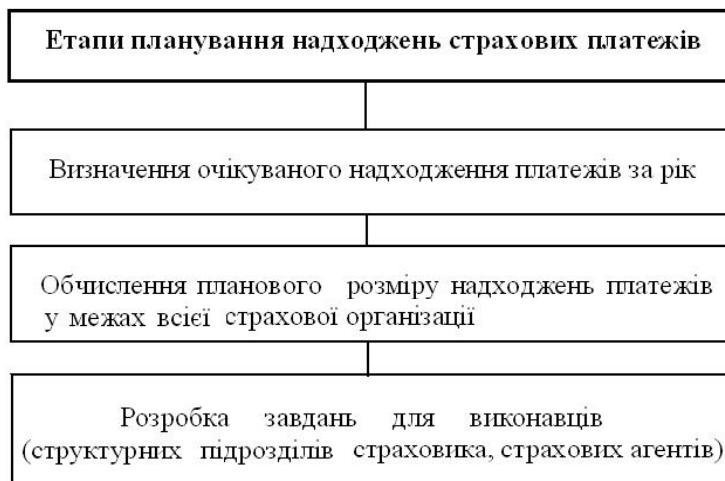 Етапи планування надходжень страхових платежів
Визначення очікуваного надходження платежів за рік
Обчислення планового розміру надходжень платежів
у межах всієї страхової організації
Розробка завдань для виконавців
(структурних підрозділів страховика, страхових агентів)